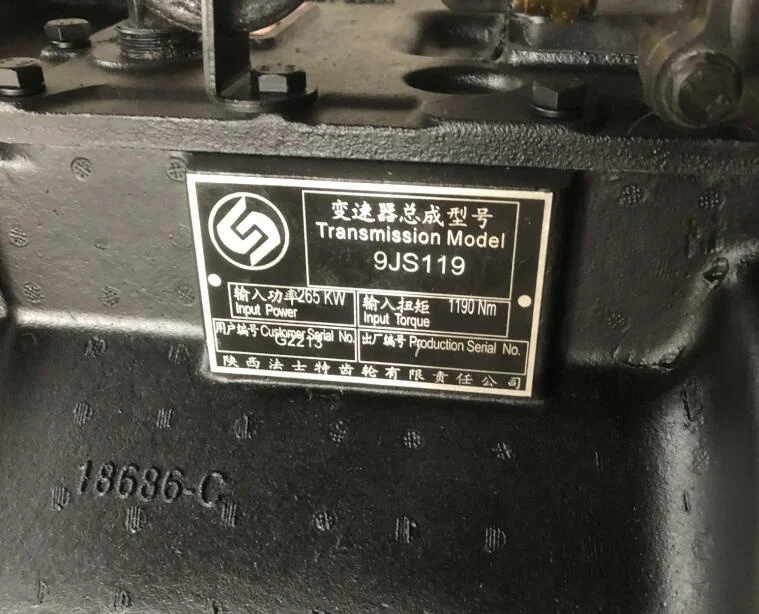 变速器总成型号
Transmission Model
9JS119
输入功率265 KW
Input Power
输入扭矩 1190 Nm
Input Torque
用户编号 Customer Serial No.
G2213
出厂编号 Production Serial No.
/
陕西法士特齿轮有限责任公司
18686-C